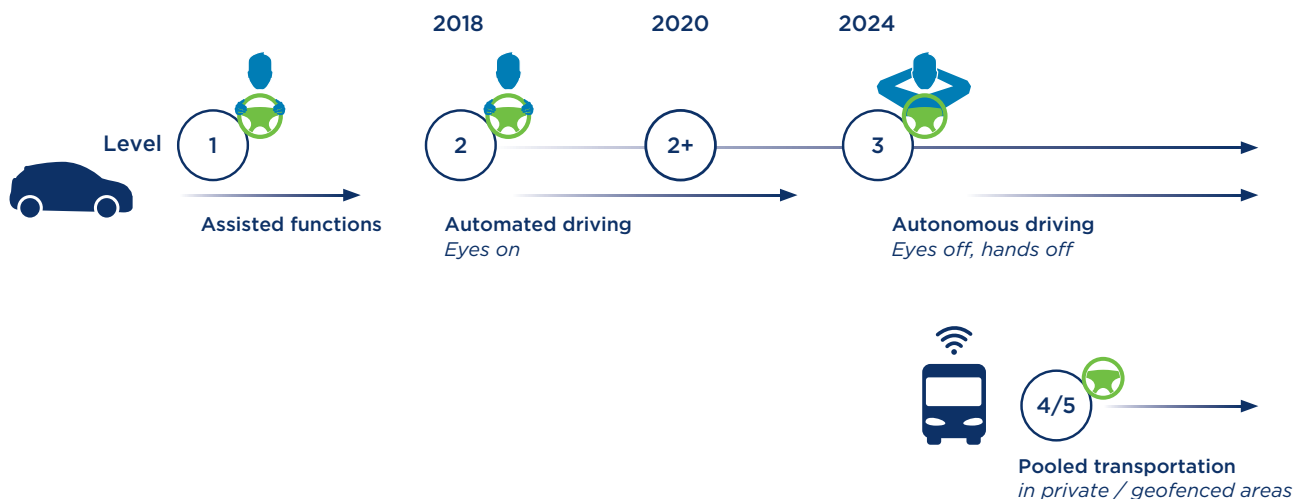 2018
2020
2024
Level
1
2
2+
3
Assisted functions
Automated driving
Eyes on
Autonomous driving
Eyes off, hands off
4/5
Pooled transportation
in private / geofenced areas